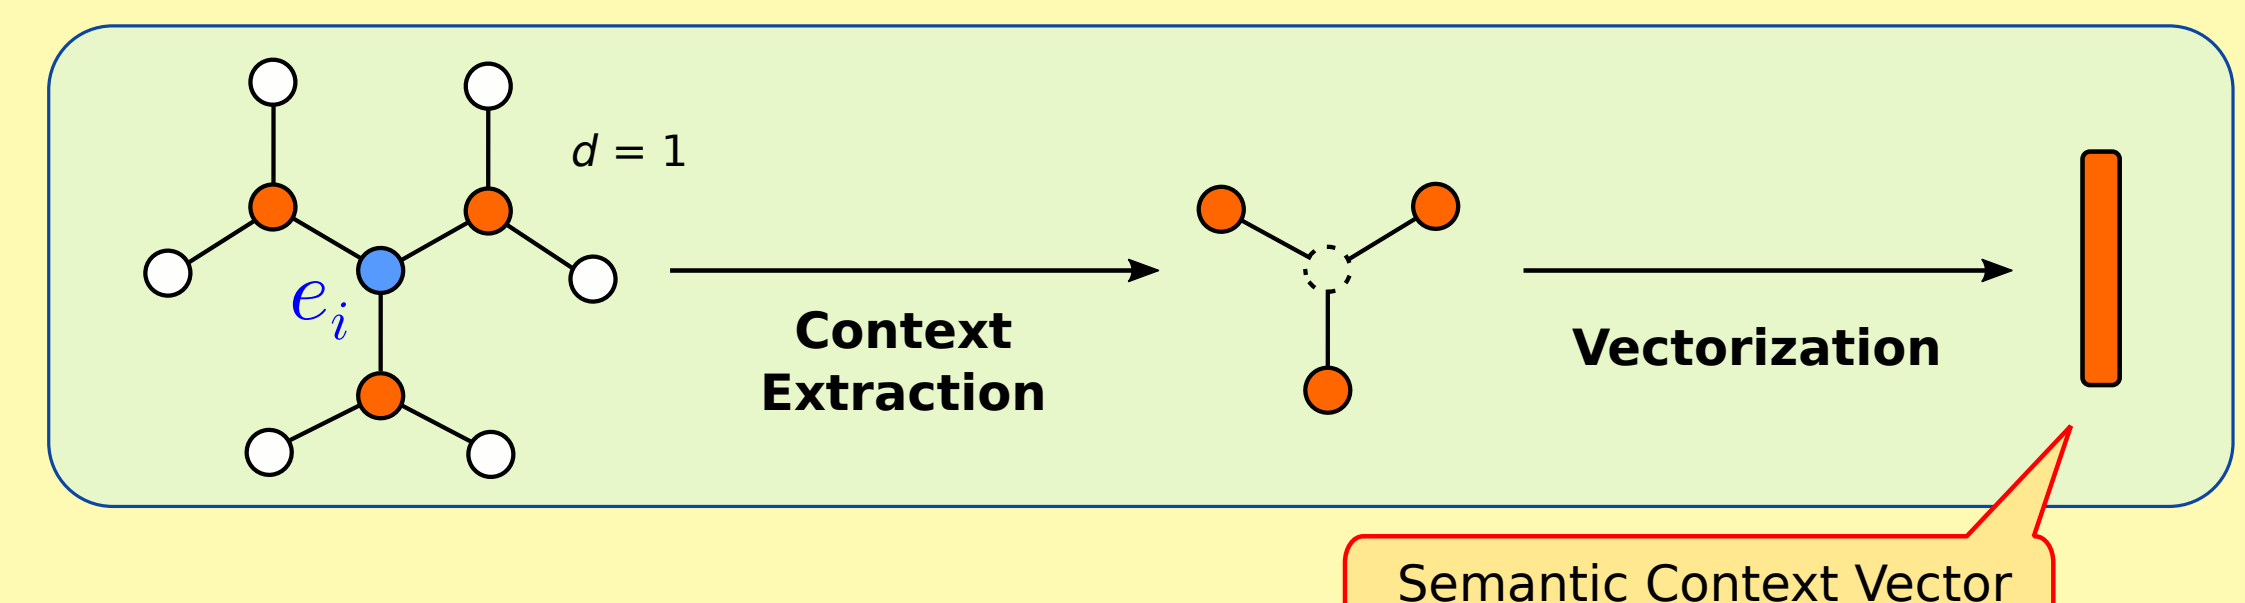 d = 1
e_i
Context
Extraction
Vectorization
Semantic Context Vector